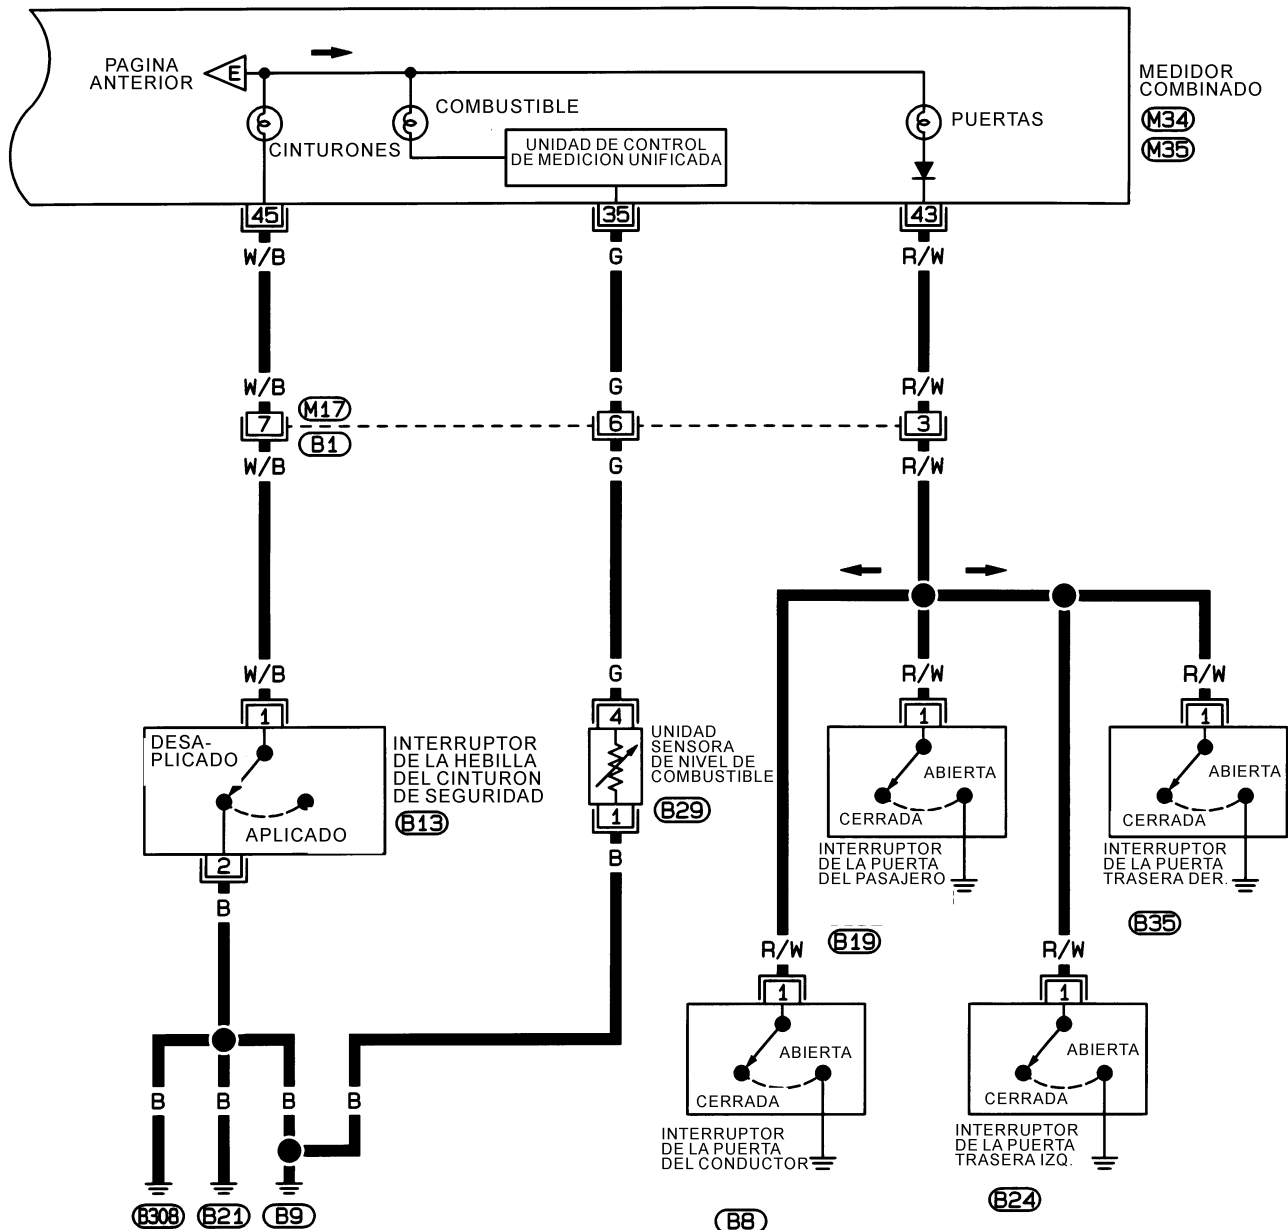 PAGINA
ANTERIOR
E
CINTURONES
COMBUSTIBLE
UNIDAD DE CONTROL
DE MEDICION UNIFICADA
PUERTAS
MEDIDOR
COMBINADO
M34
M35
45
35
43
W/B
G
R/W
W/B
G
R/W
M17
7
6
3
B1
W/B
G
R/W
W/B
G
R/W
R/W
1
4
1
1
DESA-
PLICADO
APLICADO
INTERRUPTOR
DE LA HEBILLA
DEL CINTURON
DE SEGURIDAD
B13
2
B
UNIDAD
SENSORA
DE NIVEL DE
COMBUSTIBLE
B29
1
B
ABIERTA
CERRADA
INTERRUPTOR
DE LA PUERTA
DEL PASAJERO
B19
ABIERTA
CERRADA
INTERRUPTOR
DE LA PUERTA
TRASERA DER.
B35
R/W
R/W
1
1
ABIERTA
CERRADA
INTERRUPTOR
DE LA PUERTA
DEL CONDUCTOR
B8
ABIERTA
CERRADA
INTERRUPTOR
DE LA PUERTA
TRASERA IZQ.
B24
B
B
B
B
B308
B21
B9